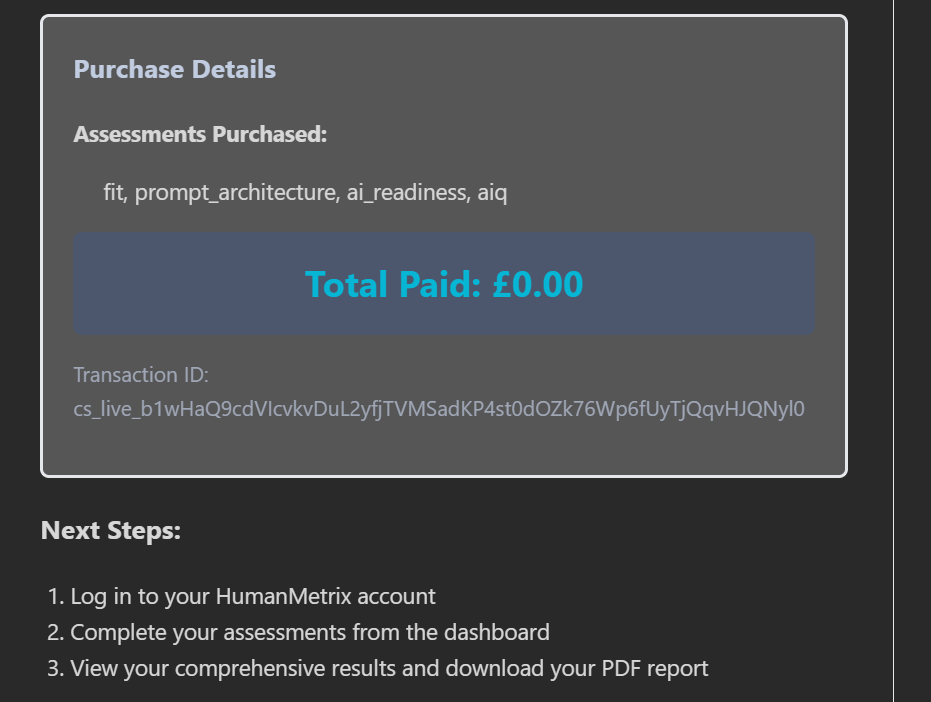 Purchase Details
Assessments Purchased:
fit, prompt_architecture, ai_readiness, aiq
Total Paid: £0.00
Transaction ID:
cs_live_b1wHaQ9cdVIcvkvDuL2yfjTVMSadKP4st0dOZk76Wp6fUyTjQqvHJQNyl0
Next Steps:
1. Log in to your HumanMetrix account
2. Complete your assessments from the dashboard
3. View your comprehensive results and download your PDF report